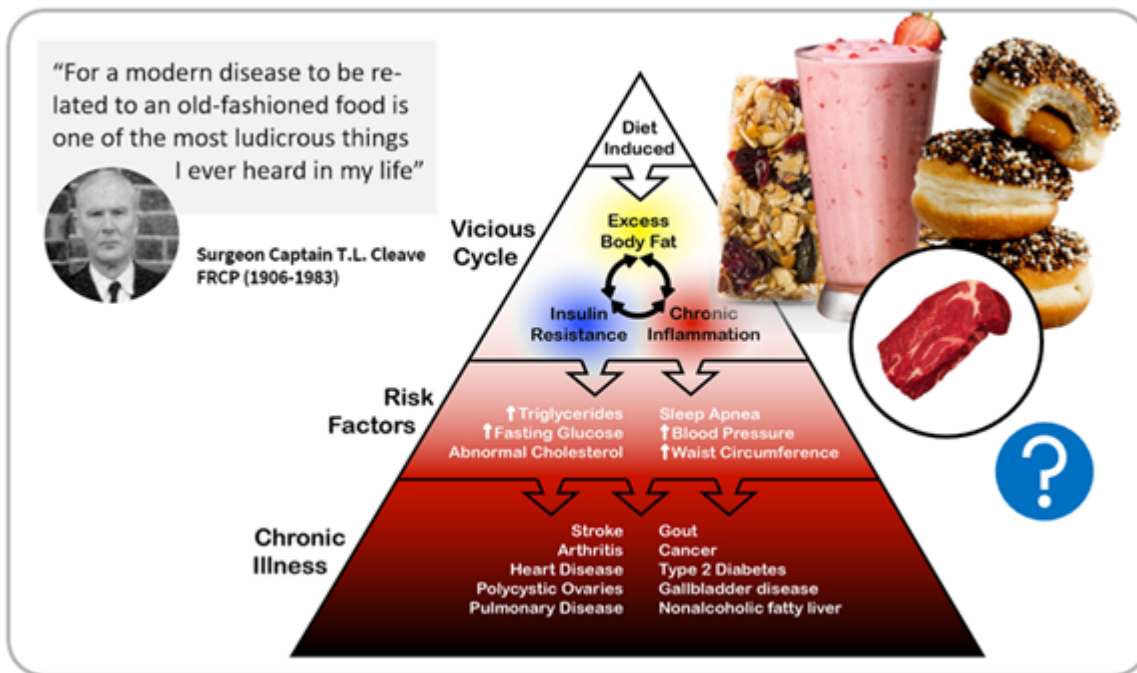 “For a modern disease to be re-
lated to an old-fashioned food is
one of the most ludicrous things
I ever heard in my life”
Surgeon Captain T.L. Cleave
FRCP (1906-1983)
Diet
Induced
Vicious
Cycle
Excess
Body Fat
Insulin
Resistance
Chronic
Inflammation
Risk
Factors
↑Triglycerides
↑Fasting Glucose
Abnormal Cholesterol
Sleep Apnea
↑Blood Pressure
↑Waist Circumference
?
Chronic
Illness
Stroke
Arthritis
Heart Disease
Polycystic Ovaries
Pulmonary Disease
Gout
Cancer
Type 2 Diabetes
Gallbladder disease
Nonalcoholic fatty liver